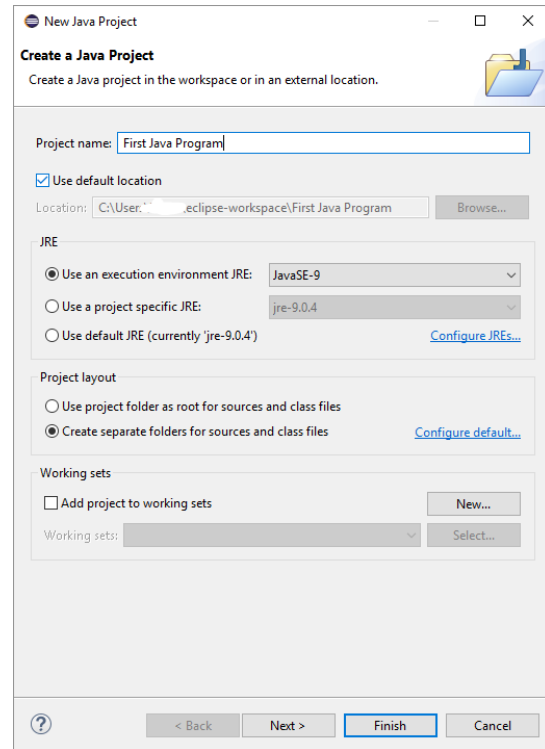 New Java Project
Create a Java Project
Create a Java project in the workspace or in an external location.
Project name: First Java Program
Use default location
Location: C:\User eclipse-workspace\First Java Program Browse...
JRE
Use an execution environment JRE: JavaSE-9
Use a project specific JRE: jre-9.0.4
Use default JRE (currently 'jre-9.0.4') Configure JREs...
Project layout
Use project folder as root for sources and class files
Create separate folders for sources and class files Configure default...
Working sets
Add project to working sets New...
Working sets: Select...
? < Back Next > Finish Cancel